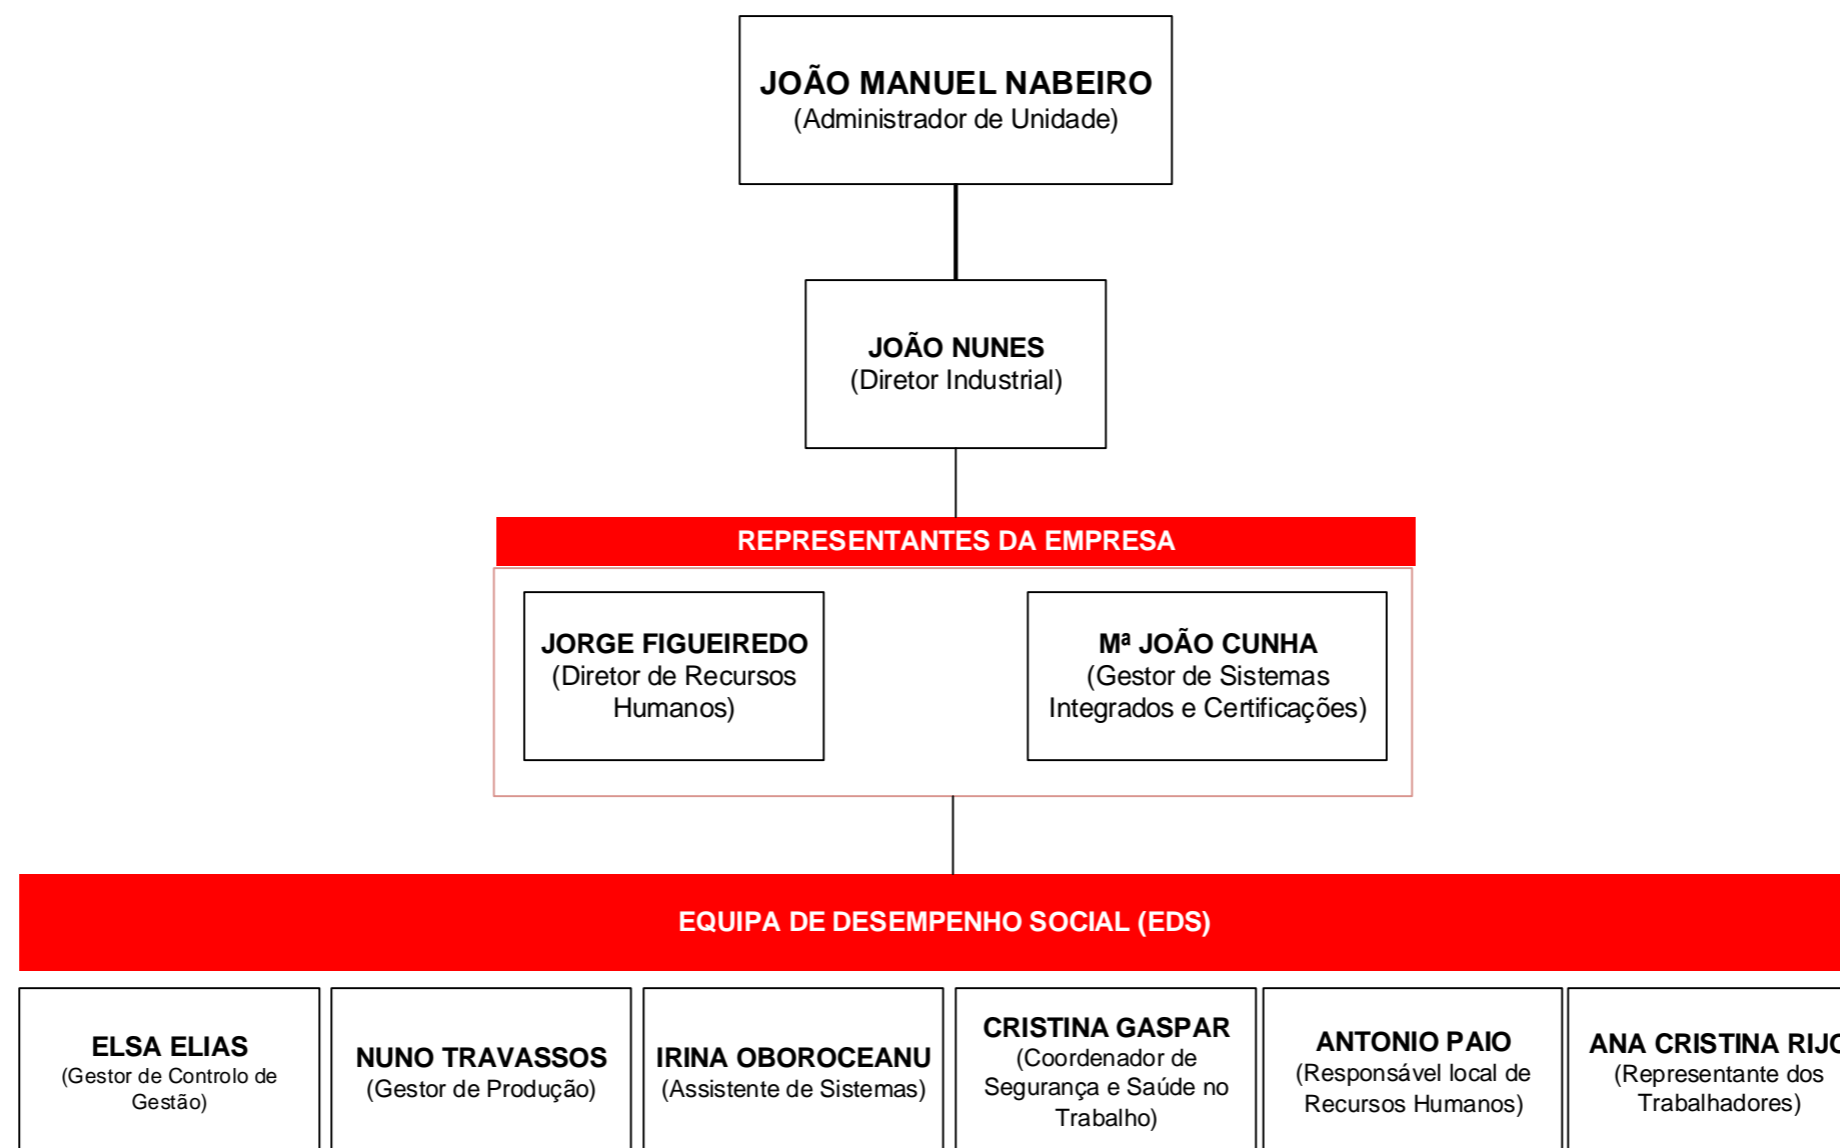 JOÃO MANUEL NABEIRO
(Administrador de Unidade)
JOÃO NUNES
(Diretor Industrial)
REPRESENTANTES DA EMPRESA
JORGE FIGUEIREDO
(Diretor de Recursos
Humanos)
Mª JOÃO CUNHA
(Gestor de Sistemas
Integrados e Certificações)
EQUIPA DE DESEMPENHO SOCIAL (EDS)
ELSA ELIAS
(Gestor de Controlo de
Gestão)
NUNO TRAVASSOS
(Gestor de Produção)
IRINA OBOROCEANU
(Assistente de Sistemas)
CRISTINA GASPAR
(Coordenador de
Segurança e Saúde no
Trabalho)
ANTONIO PAIO
(Responsável local de
Recursos Humanos)
ANA CRISTINA RIJO
(Representante dos
Trabalhadores)